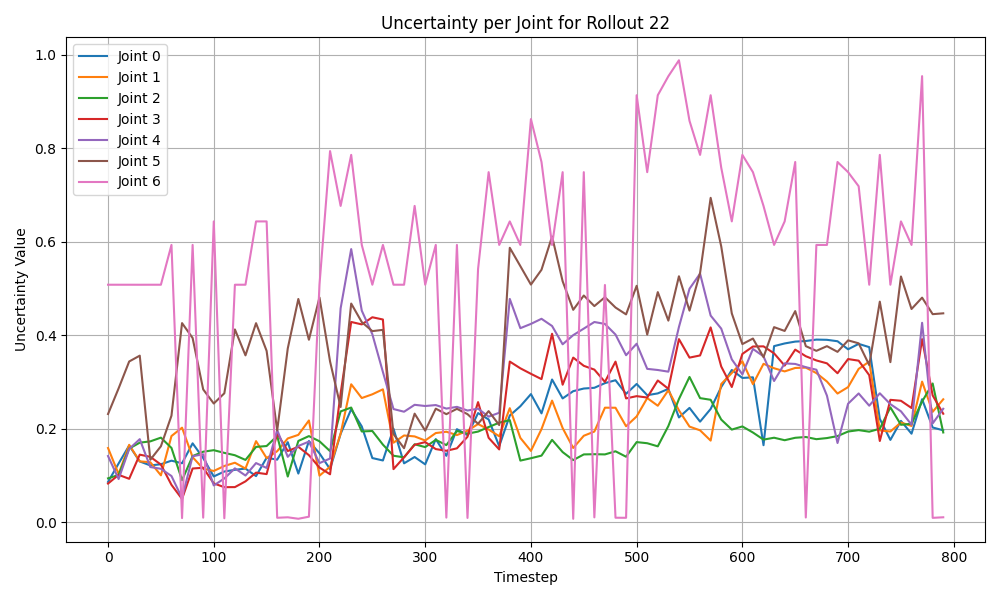 Uncertainty per Joint for Rollout 22
Joint 0
Joint 1
Joint 2
Joint 3
Joint 4
Joint 5
Joint 6
Uncertainty Value
1.0
0.8
0.6
0.4
0.2
0.0
0 100 200 300 400 500 600 700 800
Timestep